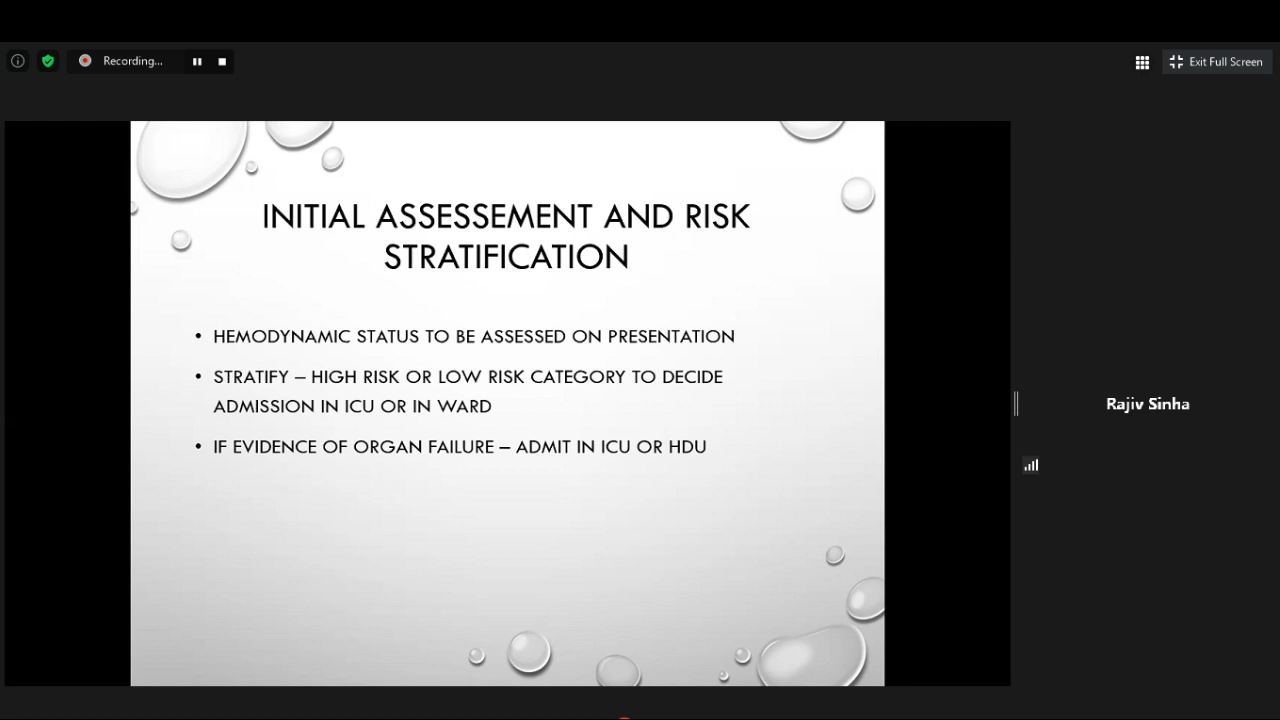 Recording...
Exit Full Screen
INITIAL ASSESSEMENT AND RISK
STRATIFICATION
• HEMODYNAMIC STATUS TO BE ASSESSED ON PRESENTATION
• STRATIFY – HIGH RISK OR LOW RISK CATEGORY TO DECIDE
ADMISSION IN ICU OR IN WARD
• IF EVIDENCE OF ORGAN FAILURE – ADMIT IN ICU OR HDU
Rajiv Sinha